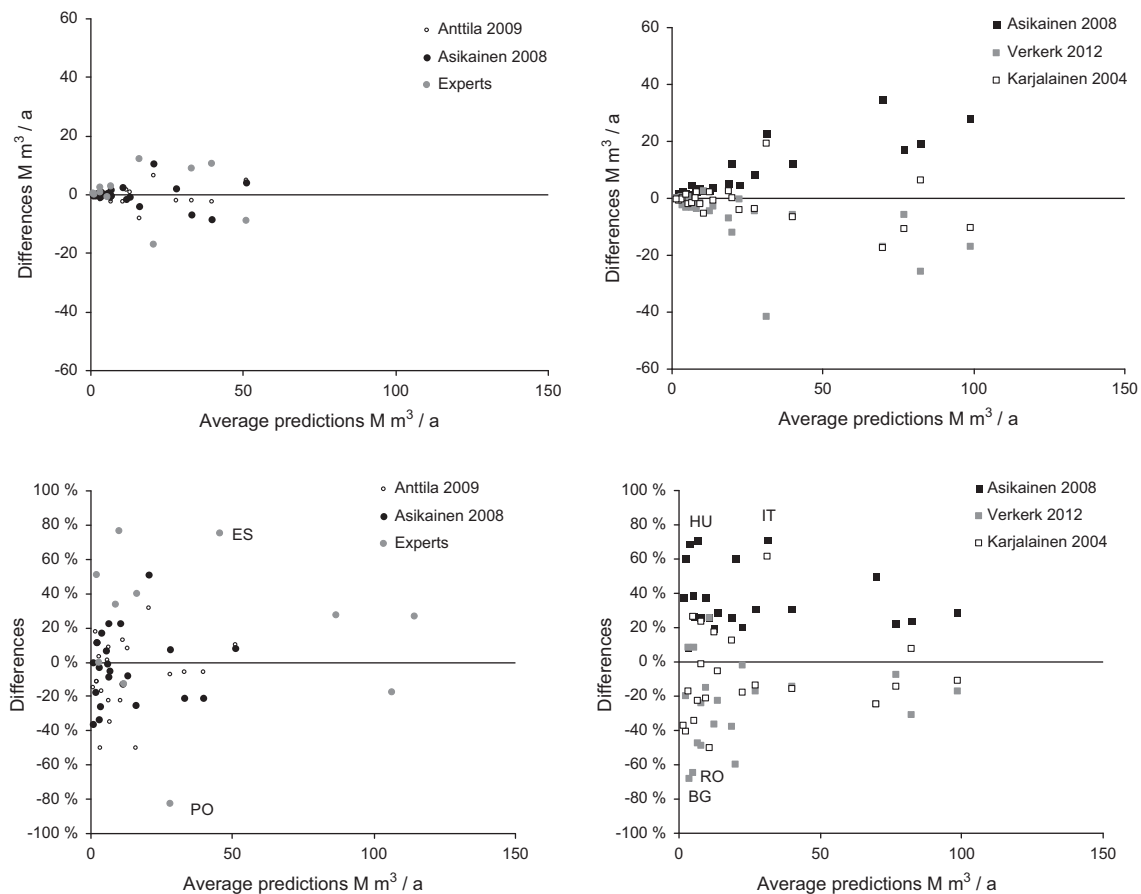 60
40
20
0
-20
-40
-60
Differences M m³ / a
0 50 100 150
Average predictions M m³ / a
Anttila 2009
Asikainen 2008
Experts
60
40
20
0
-20
-40
-60
Differences M m³ / a
0 50 100 150
Average predictions M m³ / a
Asikainen 2008
Verkerk 2012
Karjalainen 2004
100 %
80 %
60 %
40 %
20 %
0 %
-20 %
-40 %
-60 %
-80 %
-100 %
Differences
0 50 100 150
Average predictions M m³ / a
Anttila 2009
Asikainen 2008
Experts
ES
PO
100 %
80 %
60 %
40 %
20 %
0 %
-20 %
-40 %
-60 %
-80 %
-100 %
Differences
0 50 100 150
Average predictions M m³ / a
Asikainen 2008
Verkerk 2012
Karjalainen 2004
HU
IT
RO
BG